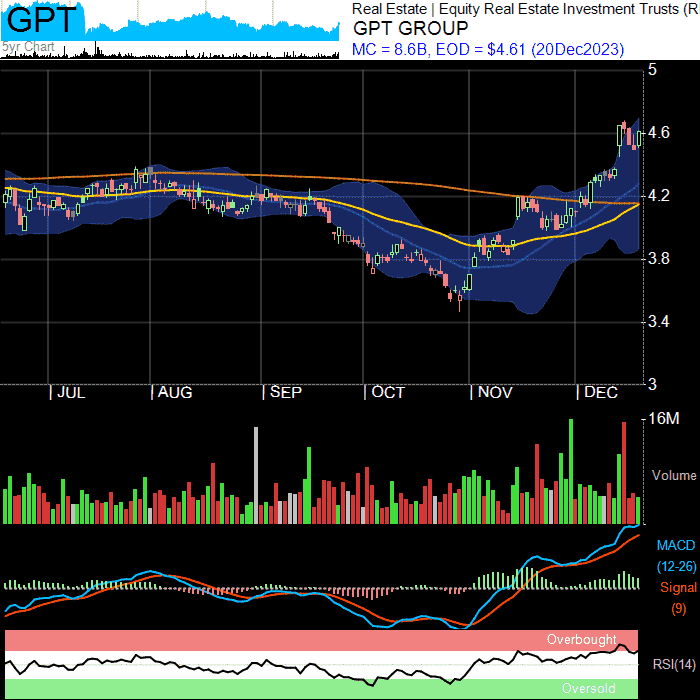 GPT
5yr Chart
Real Estate | Equity Real Estate Investment Trusts (R
GPT GROUP
MC = 8.6B, EOD = $4.61 (20Dec2023)
5
4.6
4.2
3.8
3.4
3
| JUL | AUG | SEP | OCT | NOV | DEC
16M
Volume
MACD
(12-26)
Signal
(9)
Overbought
RSI(14)
Oversold